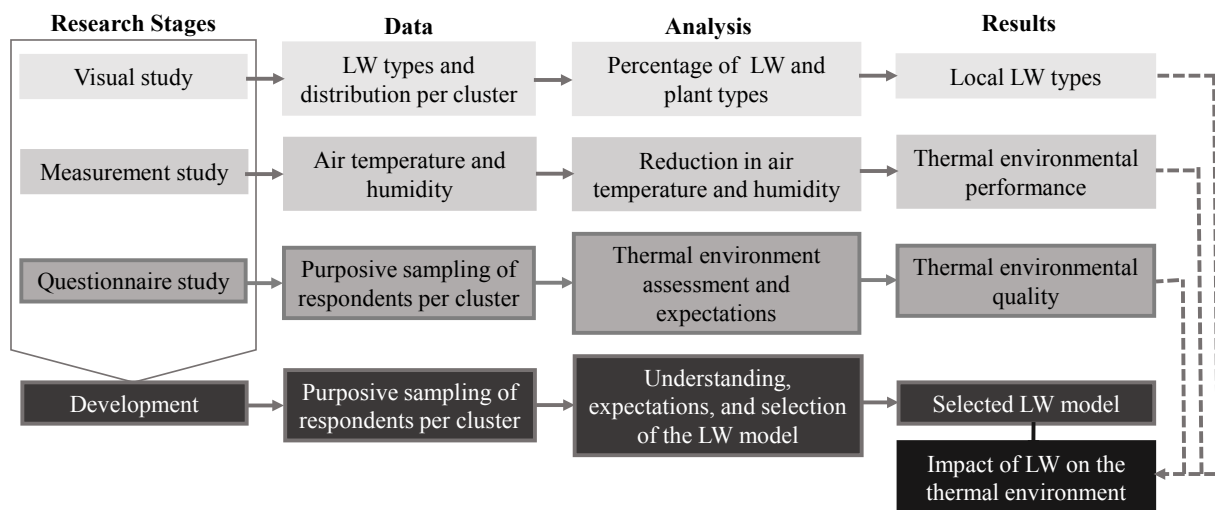 Research Stages
Data
Analysis
Results
Visual study
LW types and
distribution per cluster
Percentage of LW and
plant types
Local LW types
Measurement study
Air temperature and
humidity
Reduction in air
temperature and humidity
Thermal environmental
performance
Questionnaire study
Purposive sampling of
respondents per cluster
Thermal environment
assessment and
expectations
Thermal environmental
quality
Development
Purposive sampling of
respondents per cluster
Understanding,
expectations, and selection
of the LW model
Selected LW model
Impact of LW on the
thermal environment